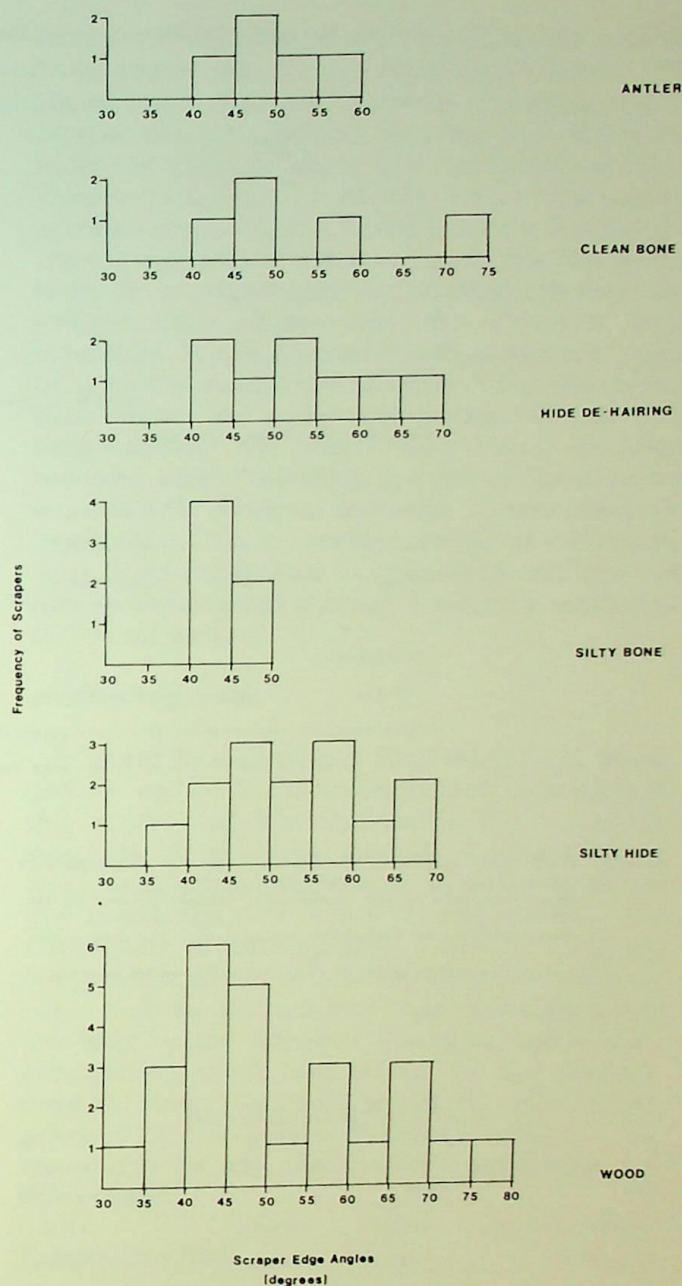 2
1
30 35 40 45 50 55 60
ANTLER
2
1
30 35 40 45 50 55 60 65 70 75
CLEAN BONE
2
1
30 35 40 45 50 55 60 65 70
HIDE DE-HAIRING
4
3
2
1
30 35 40 45 50
SILTY BONE
Frequency of Scrapers
3
2
1
30 35 40 45 50 55 60 65 70
SILTY HIDE
6
5
4
3
2
1
30 35 40 45 50 55 60 65 70 75 80
WOOD
Scraper Edge Angles
(degrees)